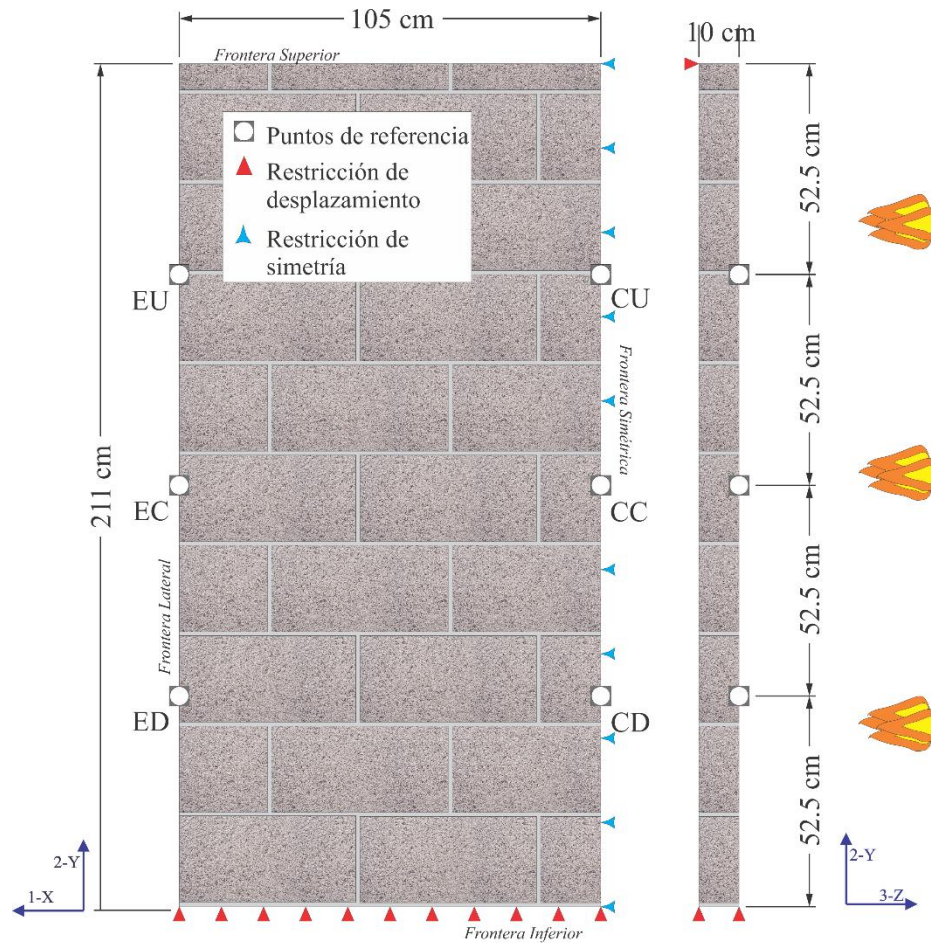 105 cm
10 cm
Frontera Superior
Puntos de referencia
Restricción de
desplazamiento
Restricción de
simetría
52.5 cm
EU
CU
52.5 cm
Frontera Simétrica
211 cm
EC
CC
52.5 cm
Frontera Lateral
ED
CD
52.5 cm
2-Y
1-X
2-Y
3-Z
Frontera Inferior